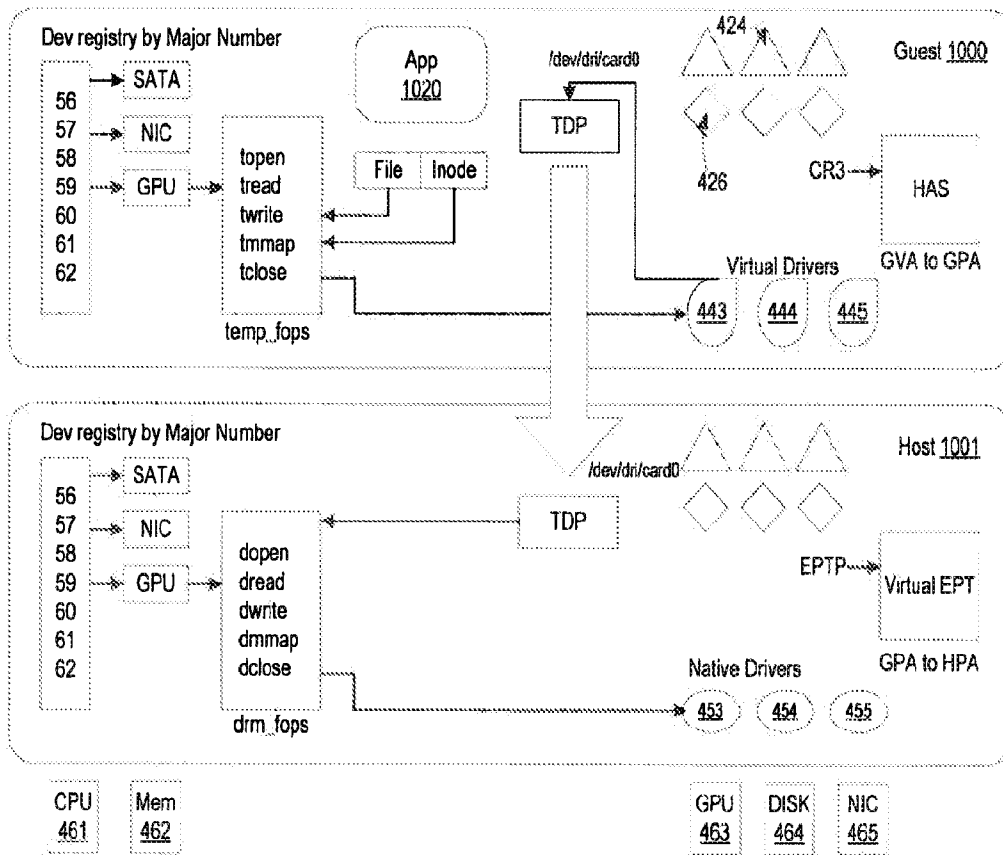 Dev registry by Major Number
SATA
NIC
GPU
56
57
58
59
60
61
62
topen
tread
twrite
tmmap
tclose
temp_fops
App
1020
File Inode
/dev/dri/card0
TDP
424
426
Guest 1000
CR3
HAS
GVA to GPA
Virtual Drivers
443 444 445
Dev registry by Major Number
SATA
NIC
GPU
56
57
58
59
60
61
62
dopen
dread
dwrite
dmmap
dclose
drm_fops
/dev/dri/card0
TDP
Host 1001
EPTP
Virtual EPT
GPA to HPA
Native Drivers
453 454 455
CPU
461
Mem
462
GPU
463
DISK
464
NIC
465